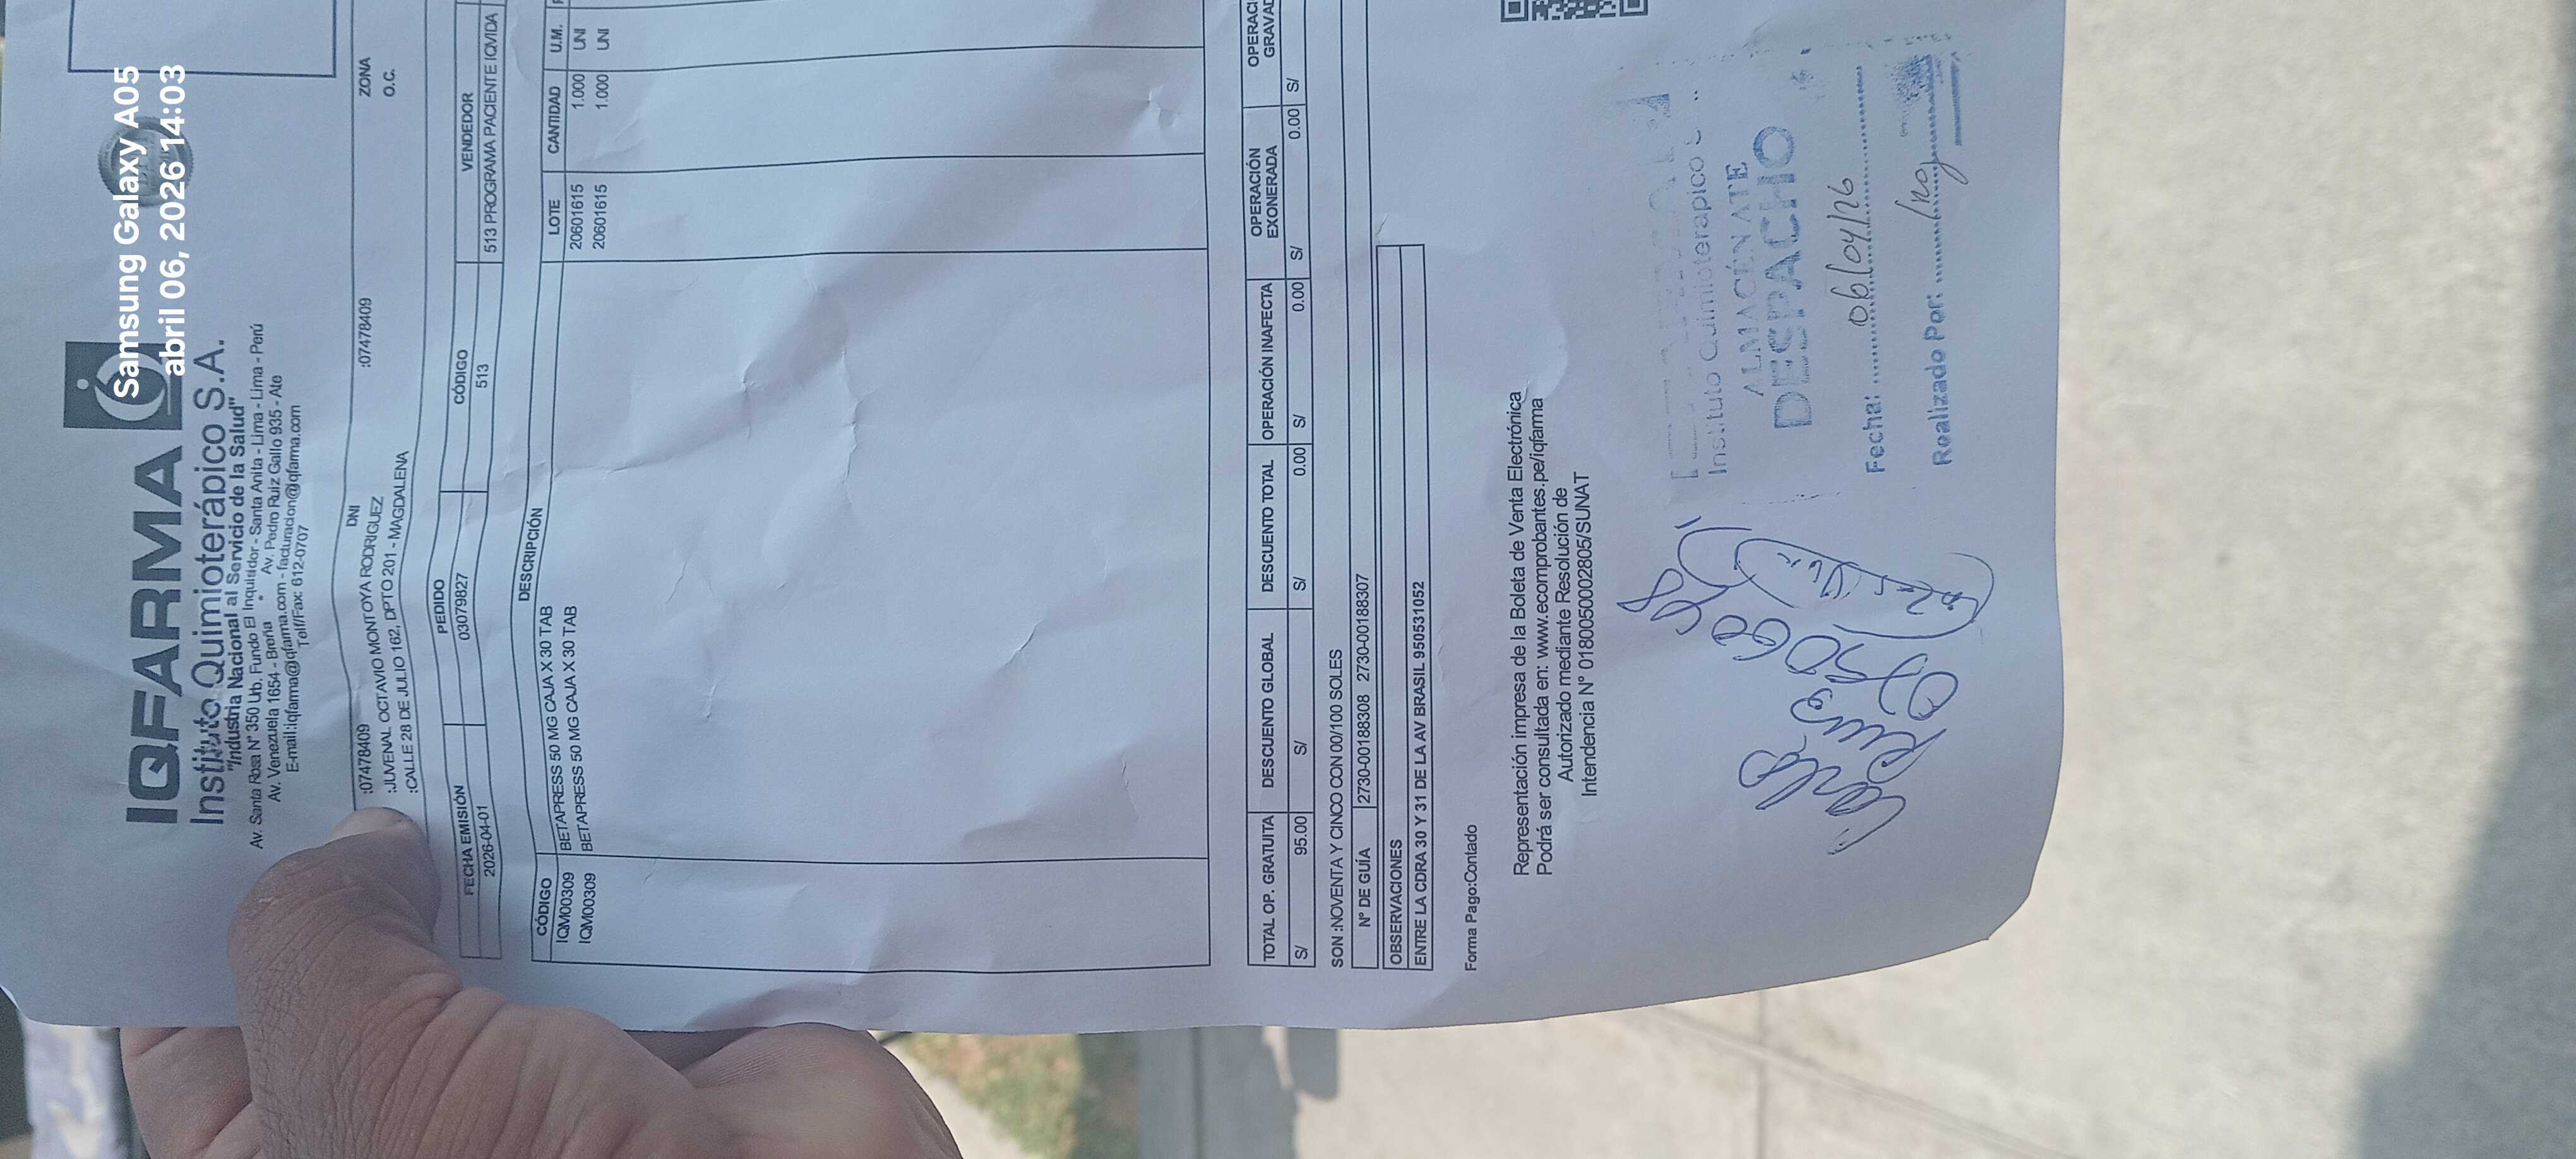 Samsung Galaxy A05
abril 06, 2026 14:03
IQFARMA
Instituto Quimioterápico S.A.
"Industria Nacional al Servicio de la Salud"
Av. Santa Rosa N° 350 Urb. Fundo El Inquisidor - Santa Anita - Lima - Lima - Perú
Av. Venezuela 1654 - Breña * Av. Pedro Ruiz Gallo 935 - Ate
E-mail:iqfarma@qfarma.com - facturacion@qfarma.com
Telf/Fax: 612-0707
:07478409 DNI :07478409 ZONA
:JUVENAL OCTAVIO MONTOYA RODRIGUEZ O.C.
:CALLE 28 DE JULIO 162, DPTO 201 - MAGDALENA
FECHA EMISIÓN PEDIDO CÓDIGO VENDEDOR
2026-04-01 03079827 513 513 PROGRAMA PACIENTE IQVIDA
CÓDIGO DESCRIPCIÓN LOTE CANTIDAD U.M.
IQM00309 BETAPRESS 50 MG CAJA X 30 TAB 20601615 1.000 UNI
IQM00309 BETAPRESS 50 MG CAJA X 30 TAB 20601615 1.000 UNI
TOTAL OP. GRATUITA DESCUENTO GLOBAL DESCUENTO TOTAL OPERACIÓN INAFECTA OPERACIÓN EXONERADA
S/ 95.00 S/ S/ 0.00 S/ 0.00 S/ 0.00 S/
SON :NOVENTA Y CINCO CON 00/100 SOLES
N° DE GUÍA 2730-00188308 2730-00188307
OBSERVACIONES
ENTRE LA CDRA 30 Y 31 DE LA AV BRASIL 950531052
Forma Pago:Contado
Representación impresa de la Boleta de Venta Electrónica
Podrá ser consultada en: www.ecomprobantes.pe/iqfarma
Autorizado mediante Resolución de
Intendencia N° 0180050002805/SUNAT
Instituto Quimioterapico S
ALMACÉN ATE
DESPACHO
Fecha: 06/04/26
Realizado Por:
Carlos